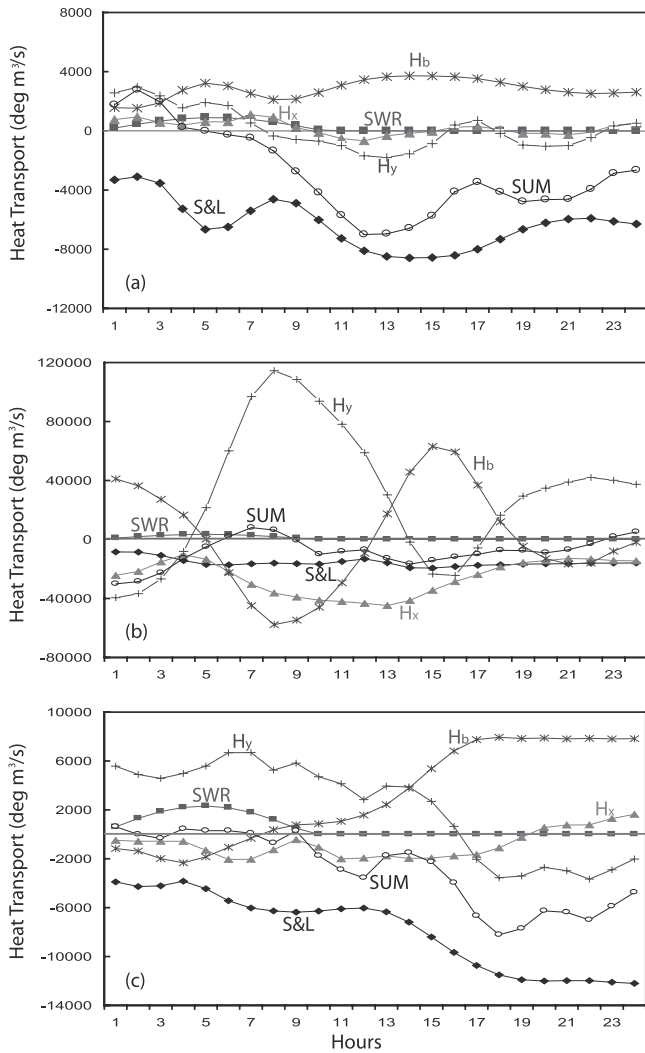 8000
4000
0
-4000
-8000
-12000
Heat Transport (deg m³/s)
Hb
Hx
SWR
Hy
SUM
S&L
(a)
1 3 5 7 9 11 13 15 17 19 21 23
120000
80000
40000
0
-40000
-80000
Heat Transport (deg m³/s)
Hy
Hb
SWR
SUM
S&L
Hx
(b)
1 3 5 7 9 11 13 15 17 19 21 23
10000
6000
2000
-2000
-6000
-10000
-14000
Heat Transport (deg m³/s)
Hy
Hb
SWR
Hx
SUM
S&L
(c)
1 3 5 7 9 11 13 15 17 19 21 23
Hours